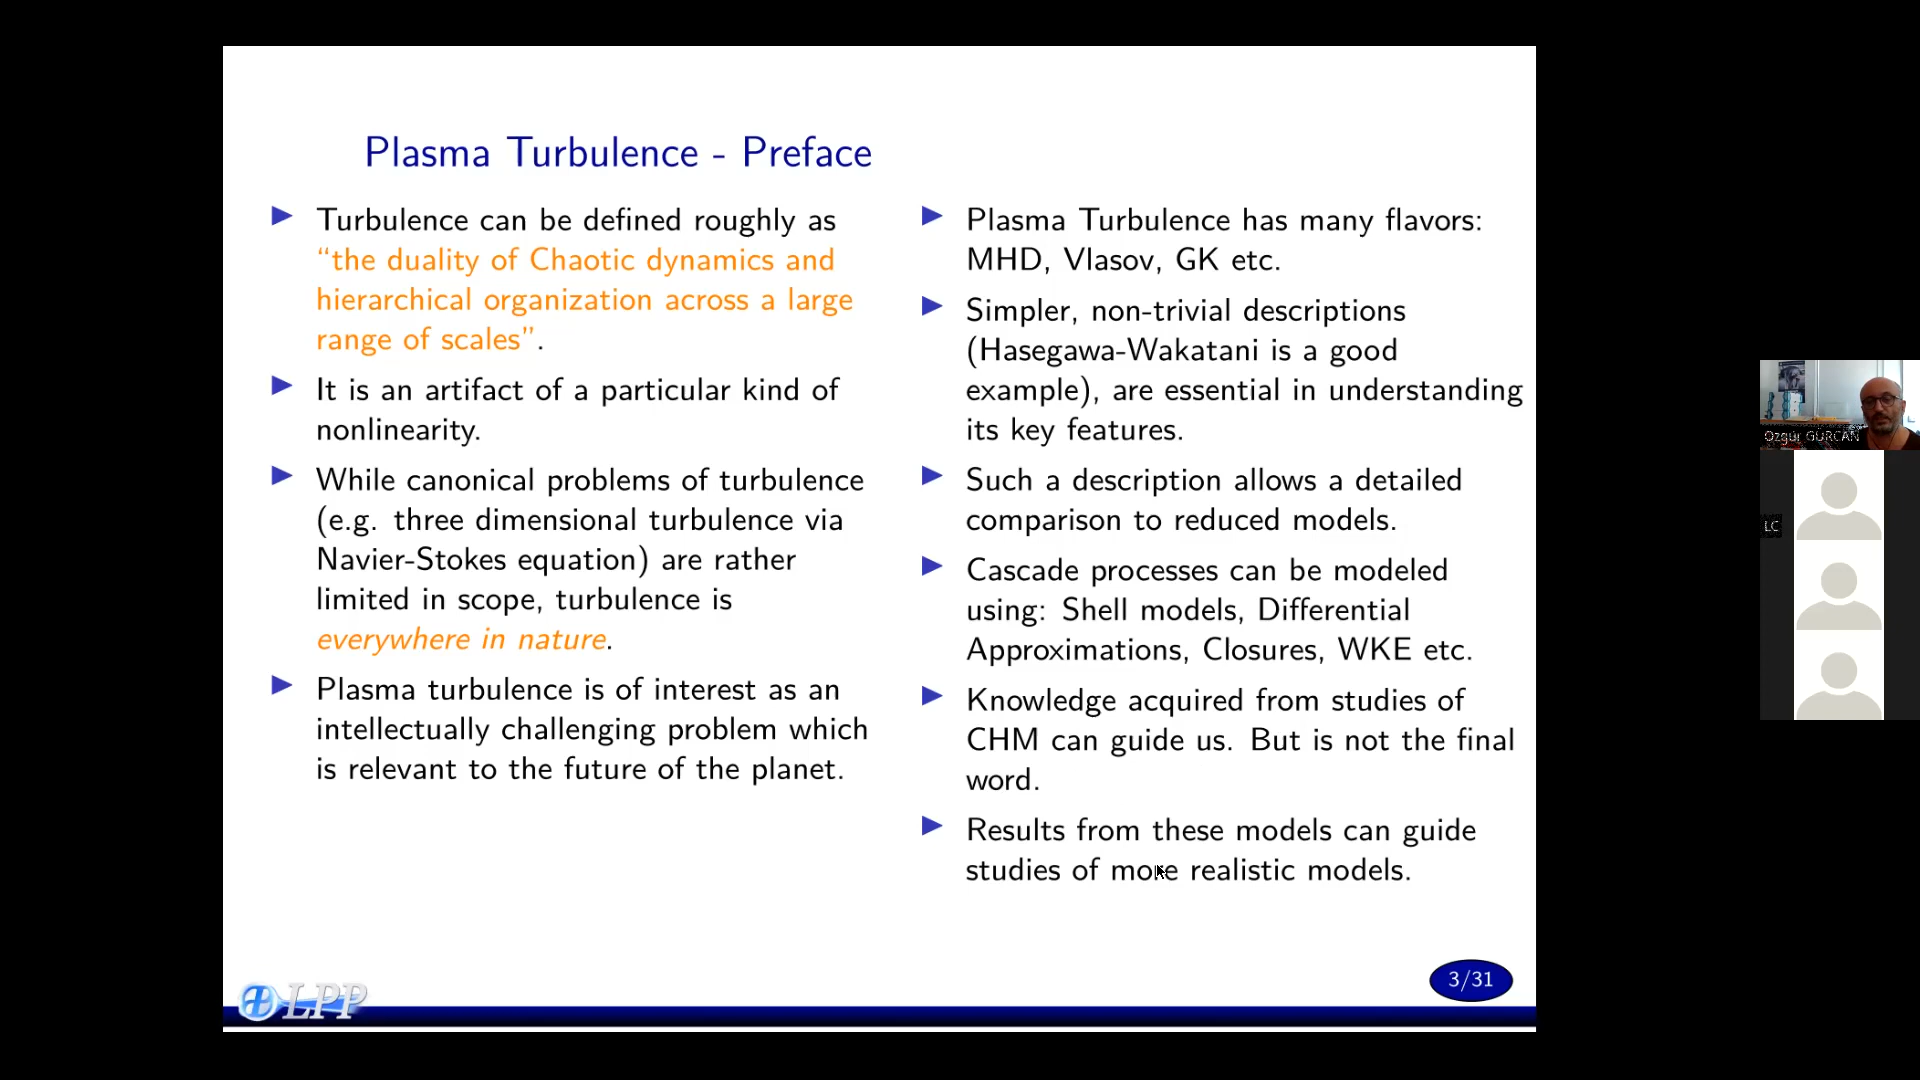 Plasma Turbulence - Preface
Turbulence can be defined roughly as
“the duality of Chaotic dynamics and
hierarchical organization across a large
range of scales”.
It is an artifact of a particular kind of
nonlinearity.
While canonical problems of turbulence
(e.g. three dimensional turbulence via
Navier-Stokes equation) are rather
limited in scope, turbulence is
everywhere in nature.
Plasma turbulence is of interest as an
intellectually challenging problem which
is relevant to the future of the planet.
Plasma Turbulence has many flavors:
MHD, Vlasov, GK etc.
Simpler, non-trivial descriptions
(Hasegawa-Wakatani is a good
example), are essential in understanding
its key features.
Such a description allows a detailed
comparison to reduced models.
Cascade processes can be modeled
using: Shell models, Differential
Approximations, Closures, WKE etc.
Knowledge acquired from studies of
CHM can guide us. But is not the final
word.
Results from these models can guide
studies of more realistic models.
3/31
LPP
Özgür GÜRCAN
LC